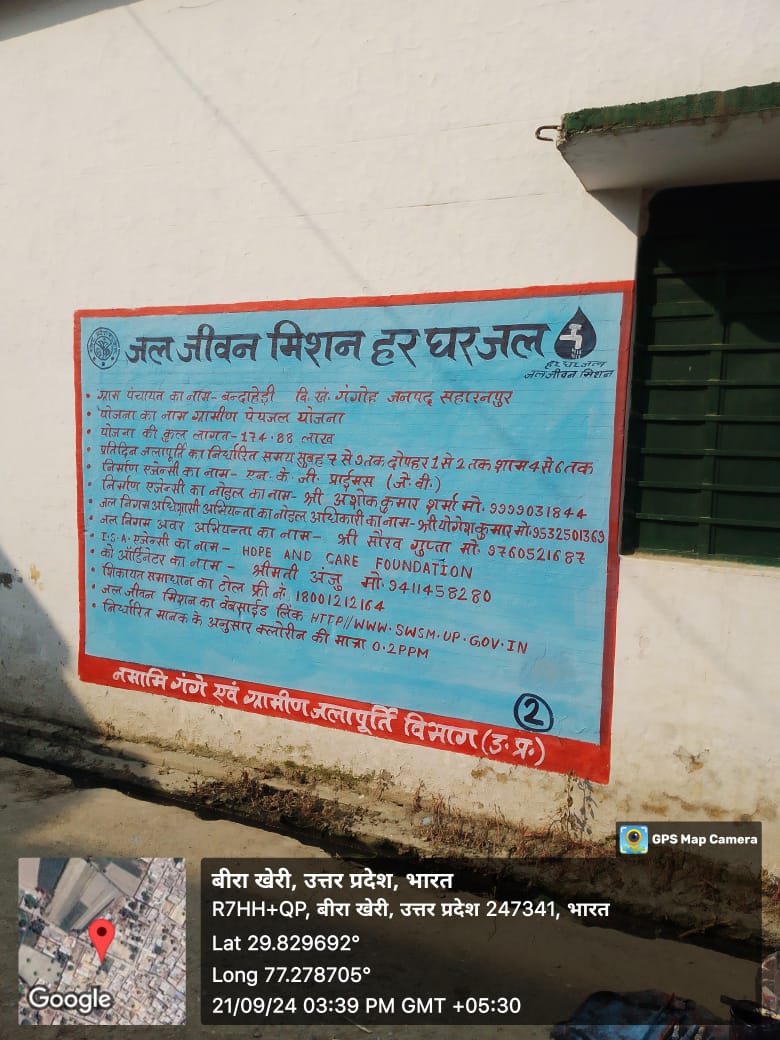 जल जीवन मिशन हर घर जल
हर घर जल
जल जीवन मिशन
• ग्राम पंचायत का नाम- बन्दाहेड़ी वि. खं. गंगोह जनपद सहारनपुर
• योजना का नाम ग्रामीण पेयजल योजना
• योजना की कुल लागत-174.88 लाख
• प्रतिदिन जलापूर्ति का निर्धारित समय सुबह 7 से 9 तक दोपहर 1 से 2 तक शाम 4 से 6 तक
• निर्माण एजेन्सी का नाम- एन. के. जी. प्राईमस (जे. वी.)
• निर्माण एजेन्सी का नोडल का नाम- श्री अशोक कुमार शर्मा मो. 9999031844
• जल निगम अधिशासी अभियन्ता का नोडल अधिकारी का नाम- श्री योगेश कुमार मो. 9532501369
• जल निगम अवर अभियन्ता का नाम- श्री सौरव गुप्ता मो. 9760521687
• I.S.A. एजेन्सी का नाम- HOPE AND CARE FOUNDATION
• को ऑर्डिनेटर का नाम- श्रीमती अंजु मो. 9411458280
• शिकायत समाधान का टोल फ्री नं. 18001212164
• जल जीवन मिशन का वेबसाईड लिंक HTTP//WWW.SWSM.UP.GOV.IN
• निर्धारित मानक के अनुसार क्लोरीन की मात्रा 0.2PPM
2
नमामि गंगे एवं ग्रामीण जलापूर्ति विभाग (उ. प्र.)
GPS Map Camera
बीरा खेरी, उत्तर प्रदेश, भारत
R7HH+QP, बीरा खेरी, उत्तर प्रदेश 247341, भारत
Lat 29.829692°
Long 77.278705°
21/09/24 03:39 PM GMT +05:30
Google